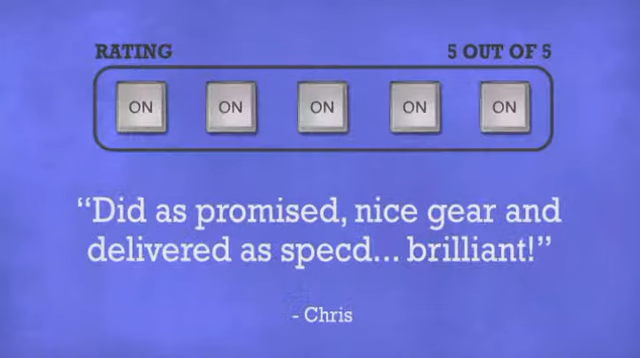 RATING 5 OUT OF 5
ON ON ON ON ON
“Did as promised, nice gear and
delivered as specd... brilliant!”
- Chris